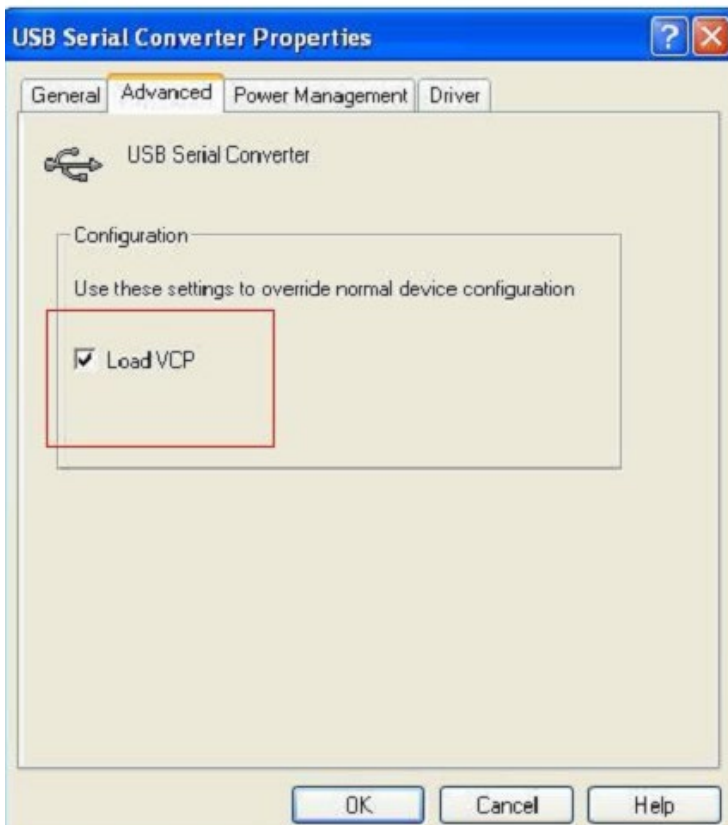 USB Serial Converter Properties
General Advanced Power Management Driver
USB Serial Converter
Configuration
Use these settings to override normal device configuration
Load VCP
OK Cancel Help